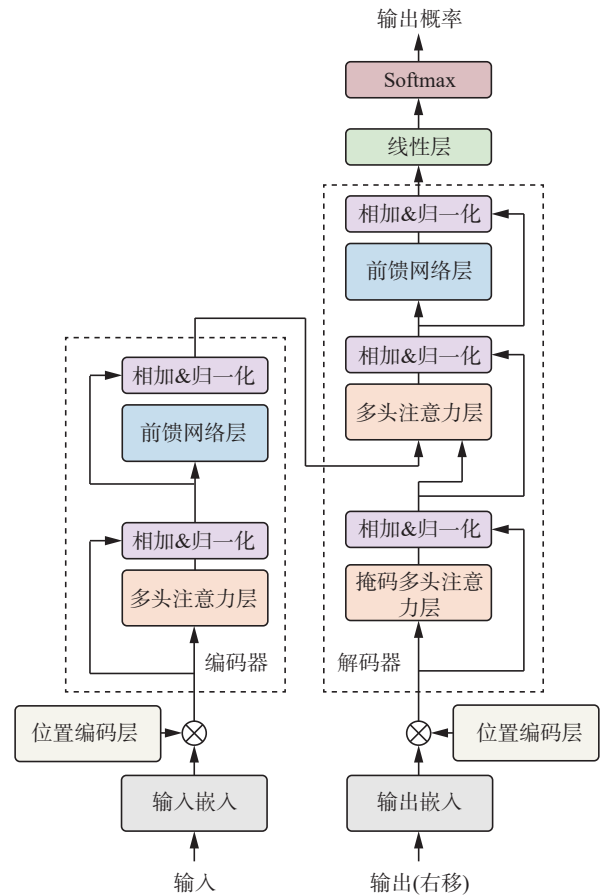 输出概率
Softmax
线性层
相加&归一化
前馈网络层
相加&归一化
多头注意力层
相加&归一化
掩码多头注意
力层
解码器
相加&归一化
前馈网络层
相加&归一化
多头注意力层
编码器
位置编码层
位置编码层
输入嵌入
输出嵌入
输入
输出(右移)